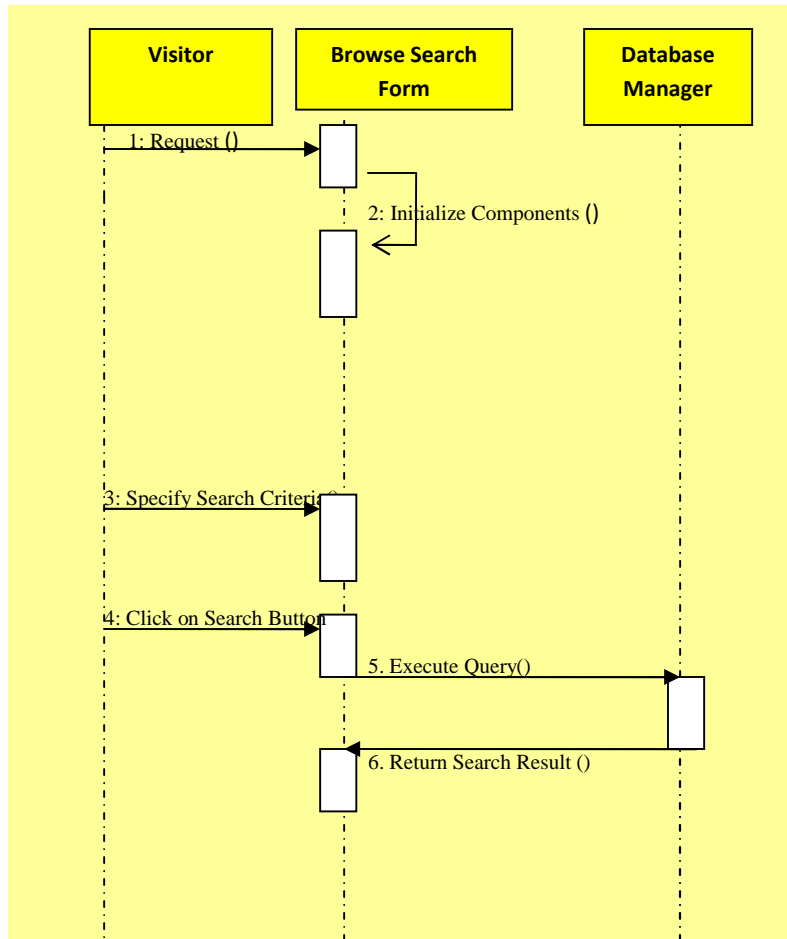 Visitor
Browse Search
Form
Database
Manager
1: Request ()
2: Initialize Components ()
3: Specify Search Criteria()
4: Click on Search Button
5. Execute Query()
6. Return Search Result ()